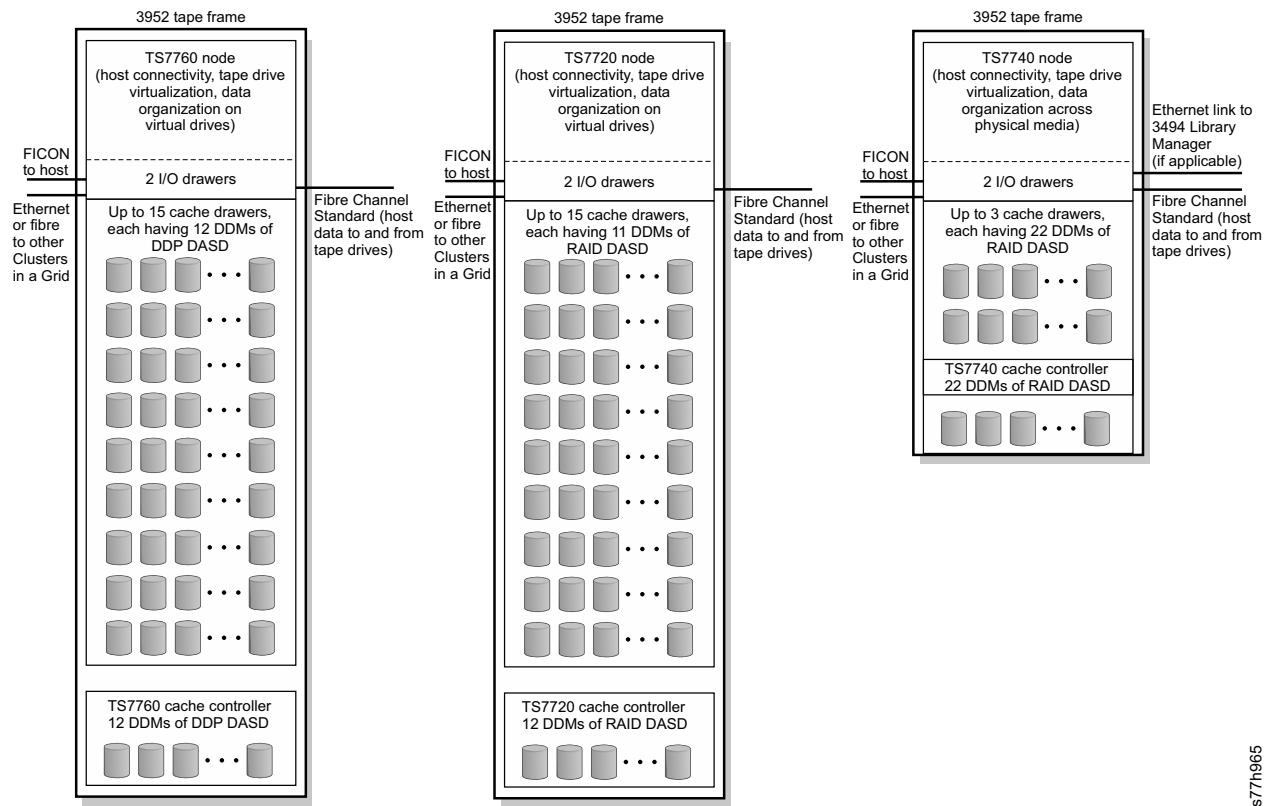 3952 tape frame
TS7760 node
(host connectivity, tape drive
virtualization, data
organization on
virtual drives)
2 I/O drawers
FICON
to host
Ethernet
or fibre
to other
Clusters
in a Grid
Fibre Channel
Standard (host
data to and from
tape drives)
Up to 15 cache drawers,
each having 12 DDMs of
DDP DASD
TS7760 cache controller
12 DDMs of DDP DASD
3952 tape frame
TS7720 node
(host connectivity, tape drive
virtualization, data
organization on
virtual drives)
2 I/O drawers
FICON
to host
Ethernet
or fibre
to other
Clusters
in a Grid
Fibre Channel
Standard (host
data to and from
tape drives)
Up to 15 cache drawers,
each having 11 DDMs of
RAID DASD
TS7720 cache controller
12 DDMs of RAID DASD
3952 tape frame
TS7740 node
(host connectivity, tape drive
virtualization, data
organization across
physical media)
2 I/O drawers
FICON
to host
Ethernet
or fibre
to other
Clusters
in a Grid
Ethernet link to
3494 Library
Manager
(if applicable)
Fibre Channel
Standard (host
data to and from
tape drives)
Up to 3 cache drawers,
each having 22 DDMs of
RAID DASD
TS7740 cache controller
22 DDMs of RAID DASD
s77h965